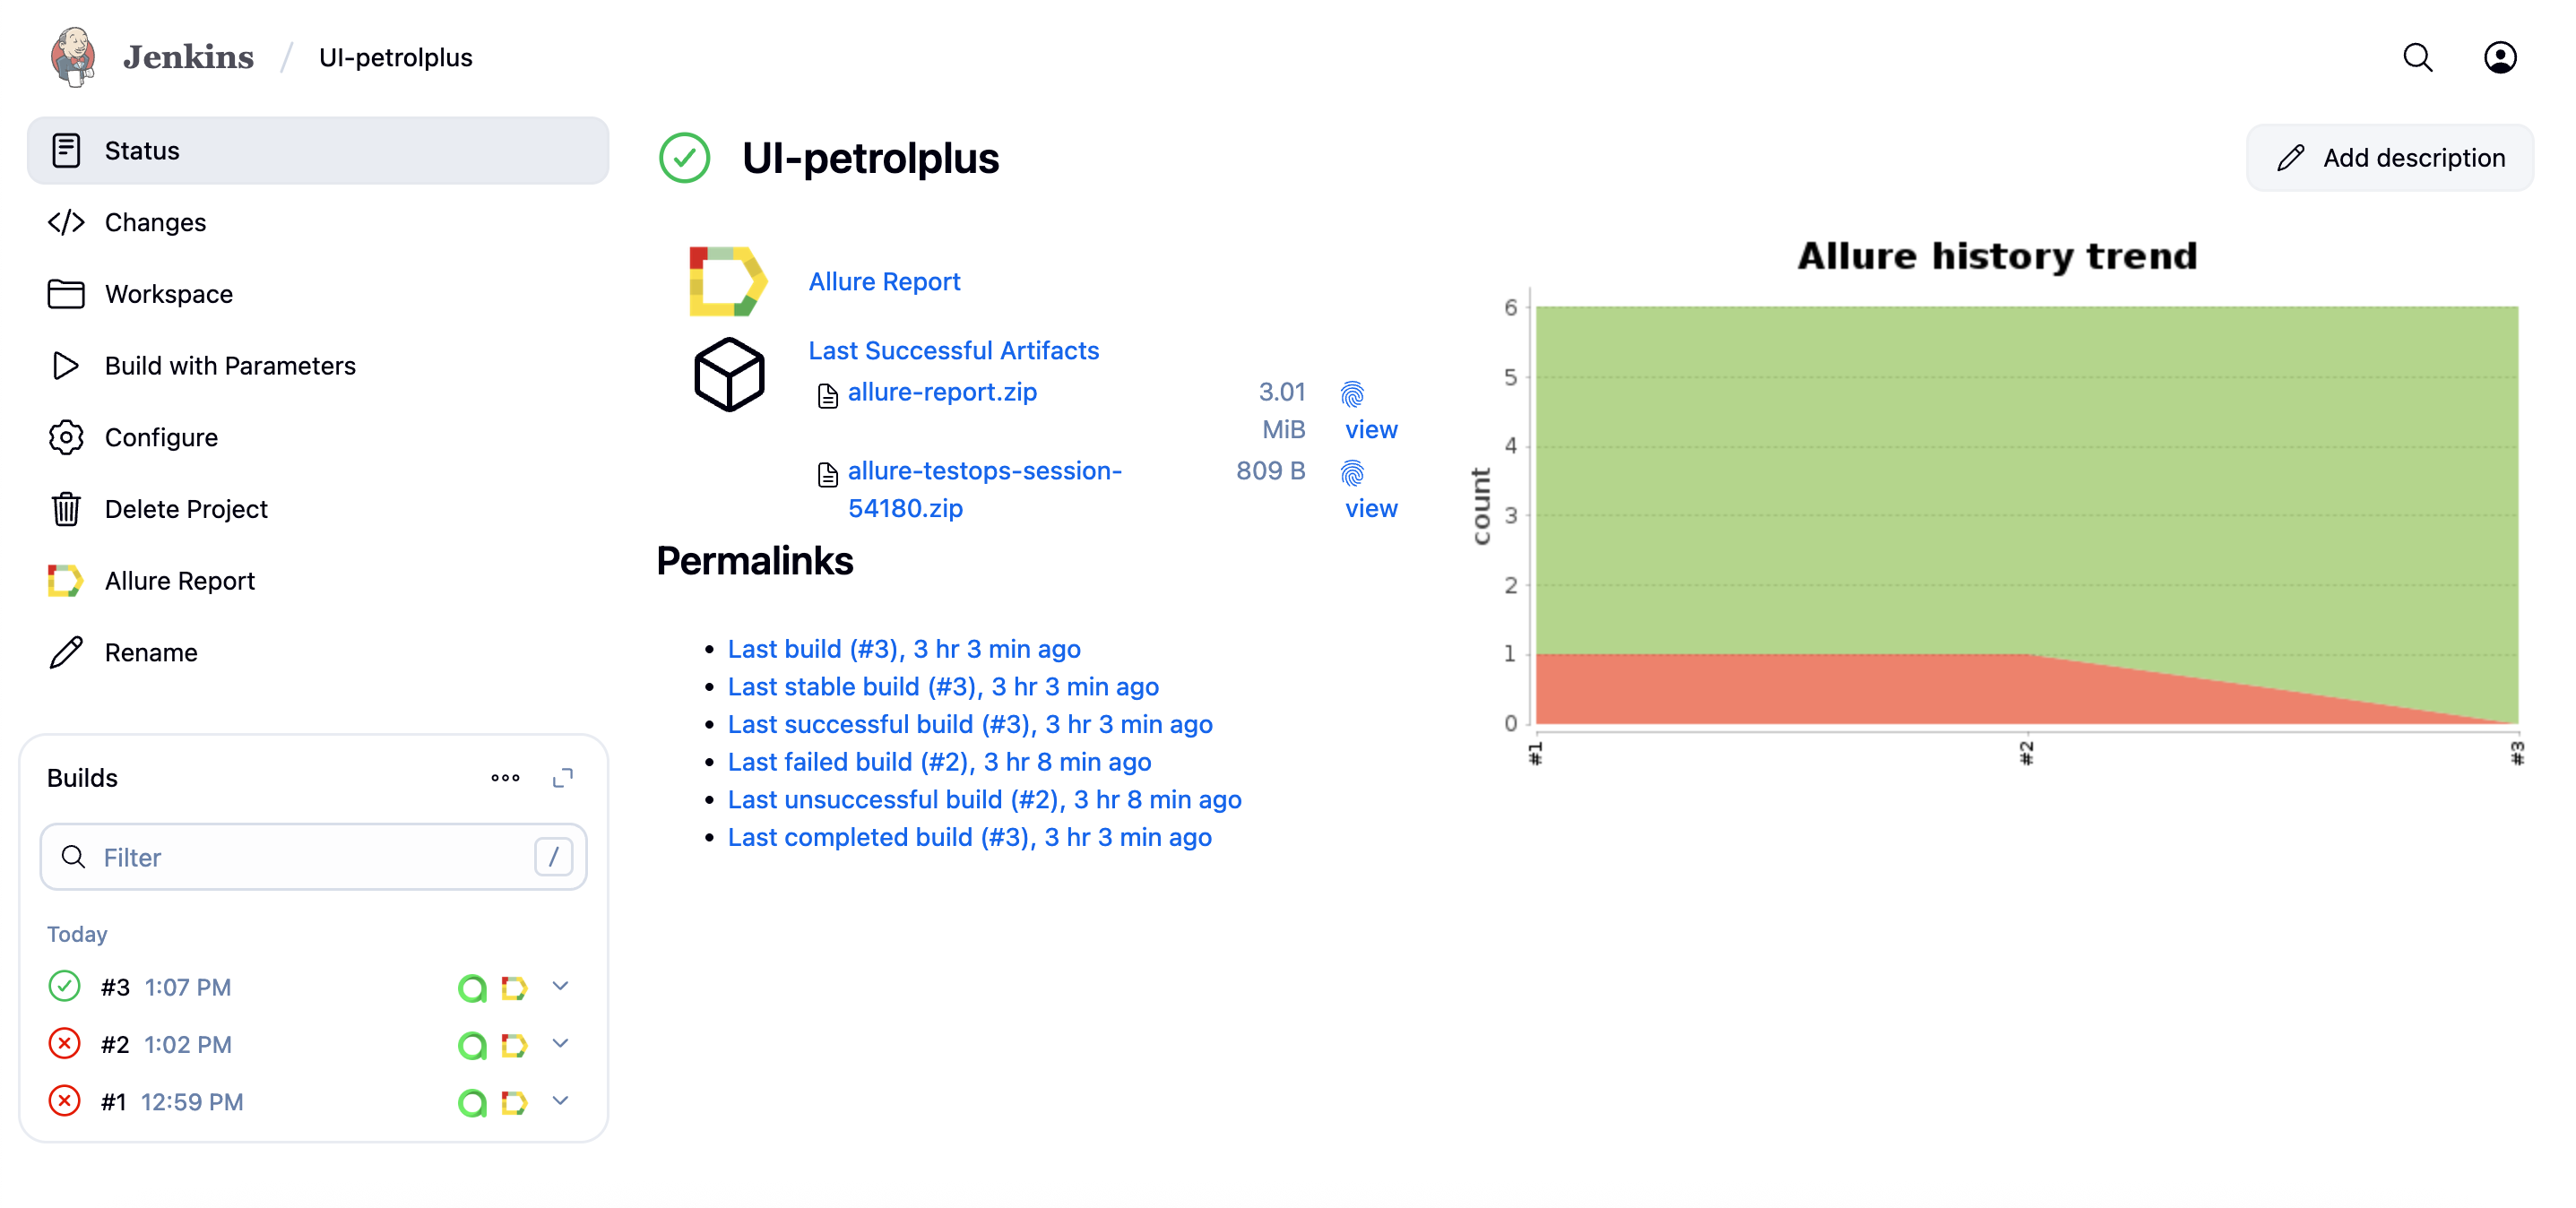 Jenkins / UI-petrolplus
Status
Changes
Workspace
Build with Parameters
Configure
Delete Project
Allure Report
Rename
Builds
Filter /
Today
#3 1:07 PM
#2 1:02 PM
#1 12:59 PM
UI-petrolplus
Add description
Allure Report
Last Successful Artifacts
allure-report.zip 3.01
MiB view
allure-testops-session- 809 B
54180.zip view
Permalinks
Last build (#3), 3 hr 3 min ago
Last stable build (#3), 3 hr 3 min ago
Last successful build (#3), 3 hr 3 min ago
Last failed build (#2), 3 hr 8 min ago
Last unsuccessful build (#2), 3 hr 8 min ago
Last completed build (#3), 3 hr 3 min ago
Allure history trend
count
6
5
4
3
2
1
0
#1 #2 #3